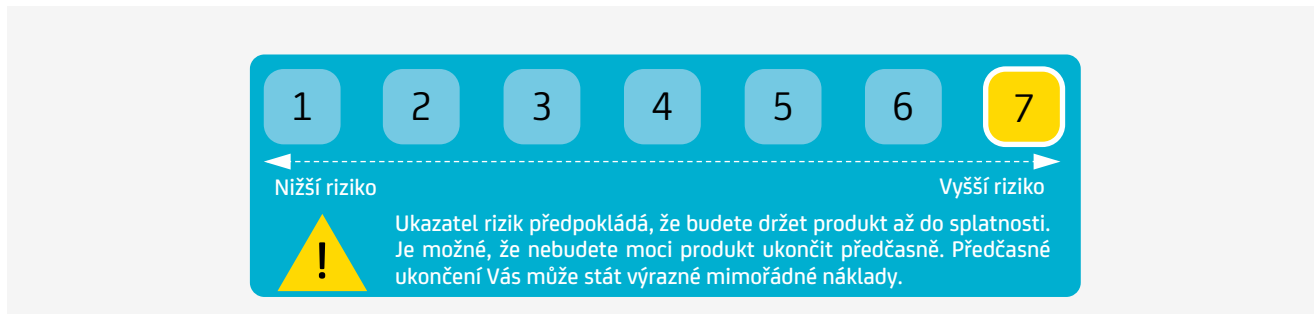 1 2 3 4 5 6 7
Nižší riziko Vyšší riziko
Ukazatel rizik předpokládá, že budete držet produkt až do splatnosti.
Je možné, že nebudete moci produkt ukončit předčasně. Předčasné
ukončení Vás může stát výrazné mimořádné náklady.
!